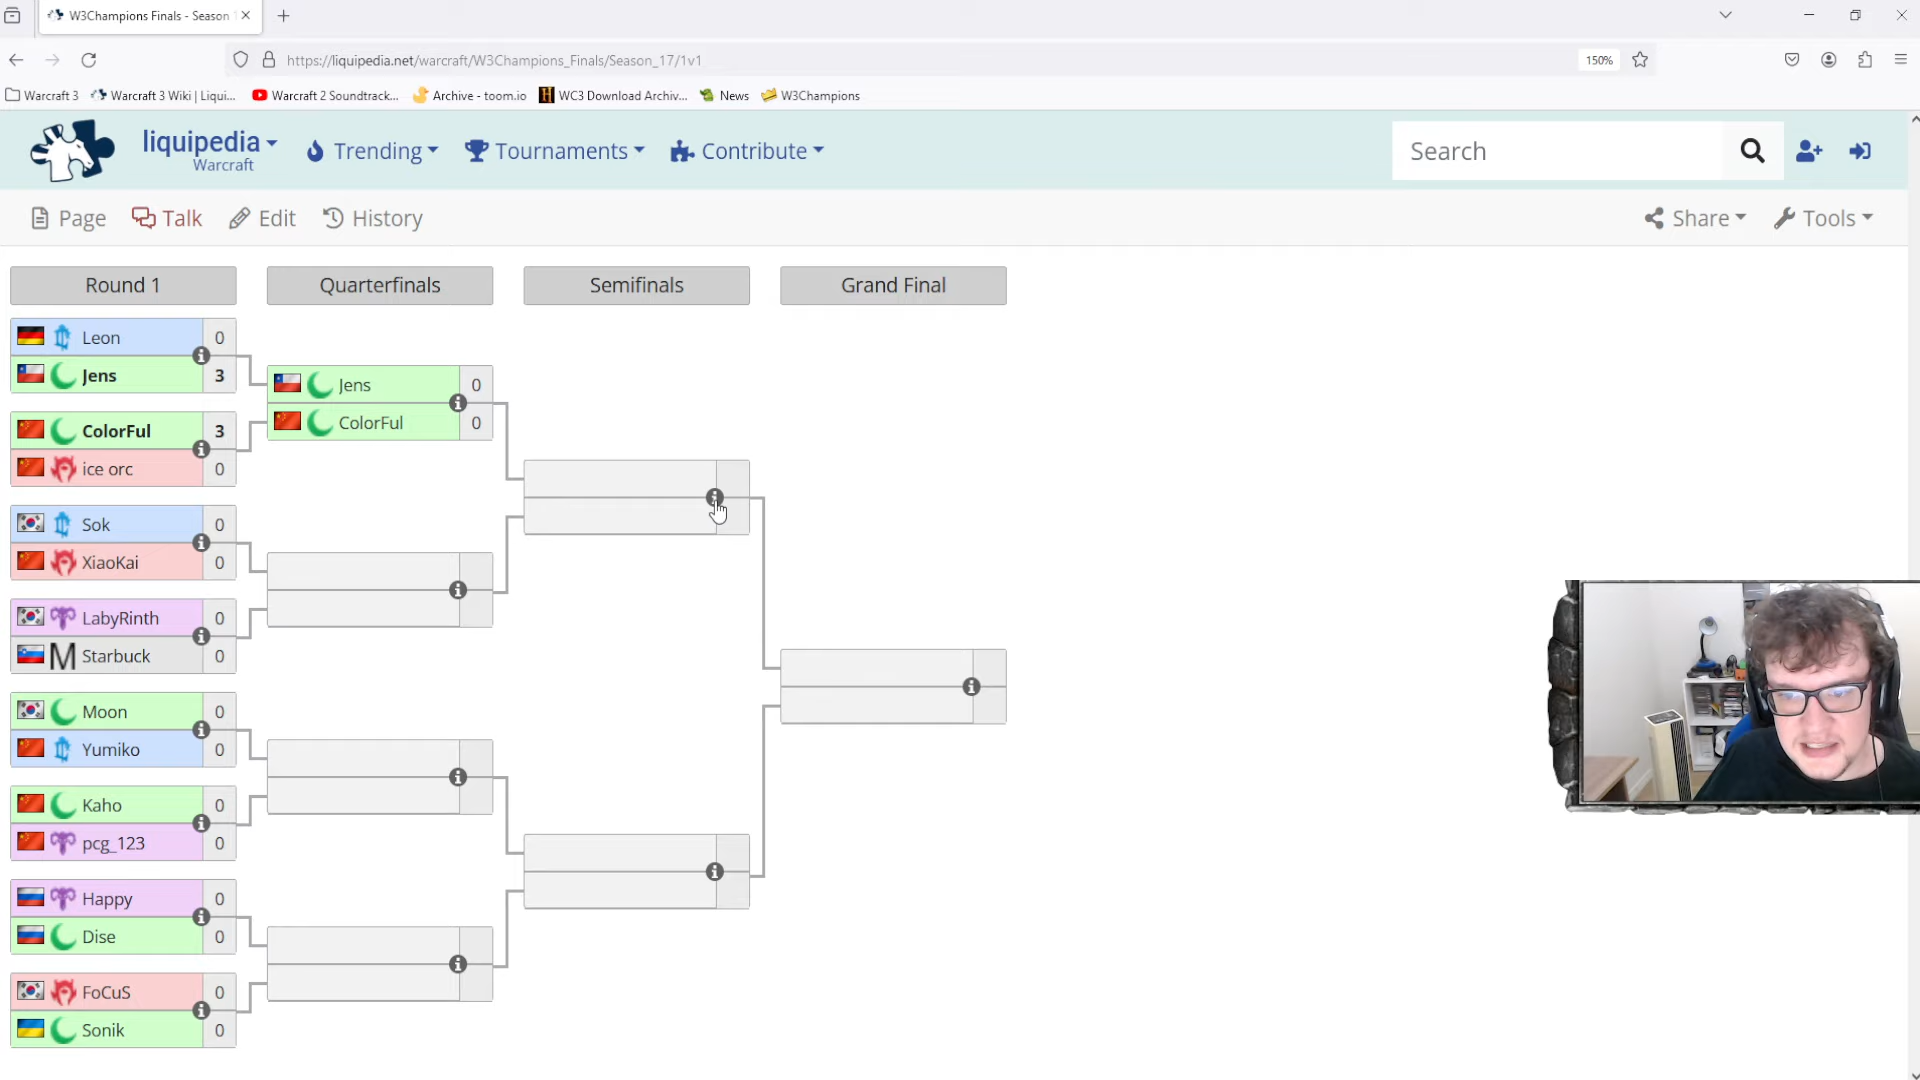 W3Champions Finals - Season 1
https://liquipedia.net/warcraft/W3Champions_Finals/Season_17/1v1
150%
Warcraft 3
Warcraft 3 Wiki | Liqui...
Warcraft 2 Soundtrack...
Archive - toom.io
WC3 Download Archiv...
News
W3Champions
liquipedia
Warcraft
Trending
Tournaments
Contribute
Search
Page
Talk
Edit
History
Share
Tools
Round 1
Quarterfinals
Semifinals
Grand Final
Leon 0
Jens 3
ColorFul 3
ice orc 0
Sok 0
XiaoKai 0
LabyRinth 0
M Starbuck 0
Moon 0
Yumiko 0
Kaho 0
pcg_123 0
Happy 0
Dise 0
FoCuS 0
Sonik 0
Jens 0
ColorFul 0